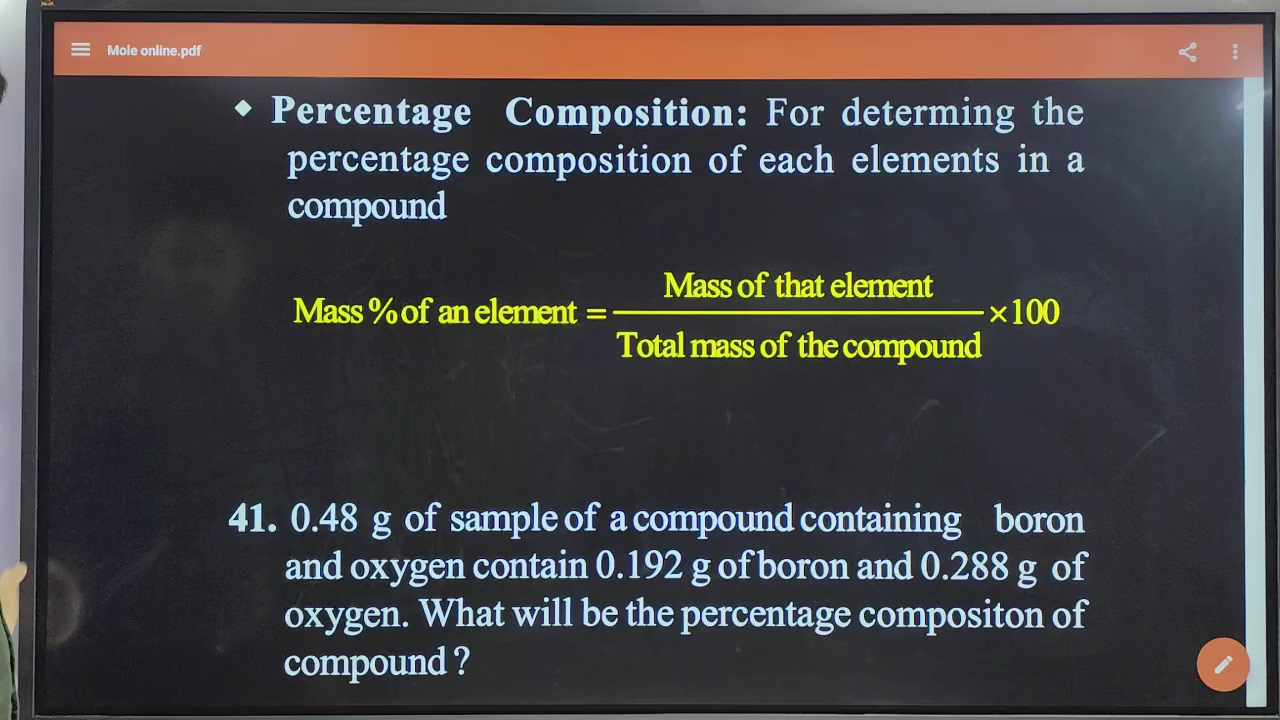 Mole online.pdf
◆ Percentage Composition: For determing the
percentage composition of each elements in a
compound
Mass % of an element = Mass of that element / Total mass of the compound ×100
41. 0.48 g of sample of a compound containing boron
and oxygen contain 0.192 g of boron and 0.288 g of
oxygen. What will be the percentage compositon of
compound ?